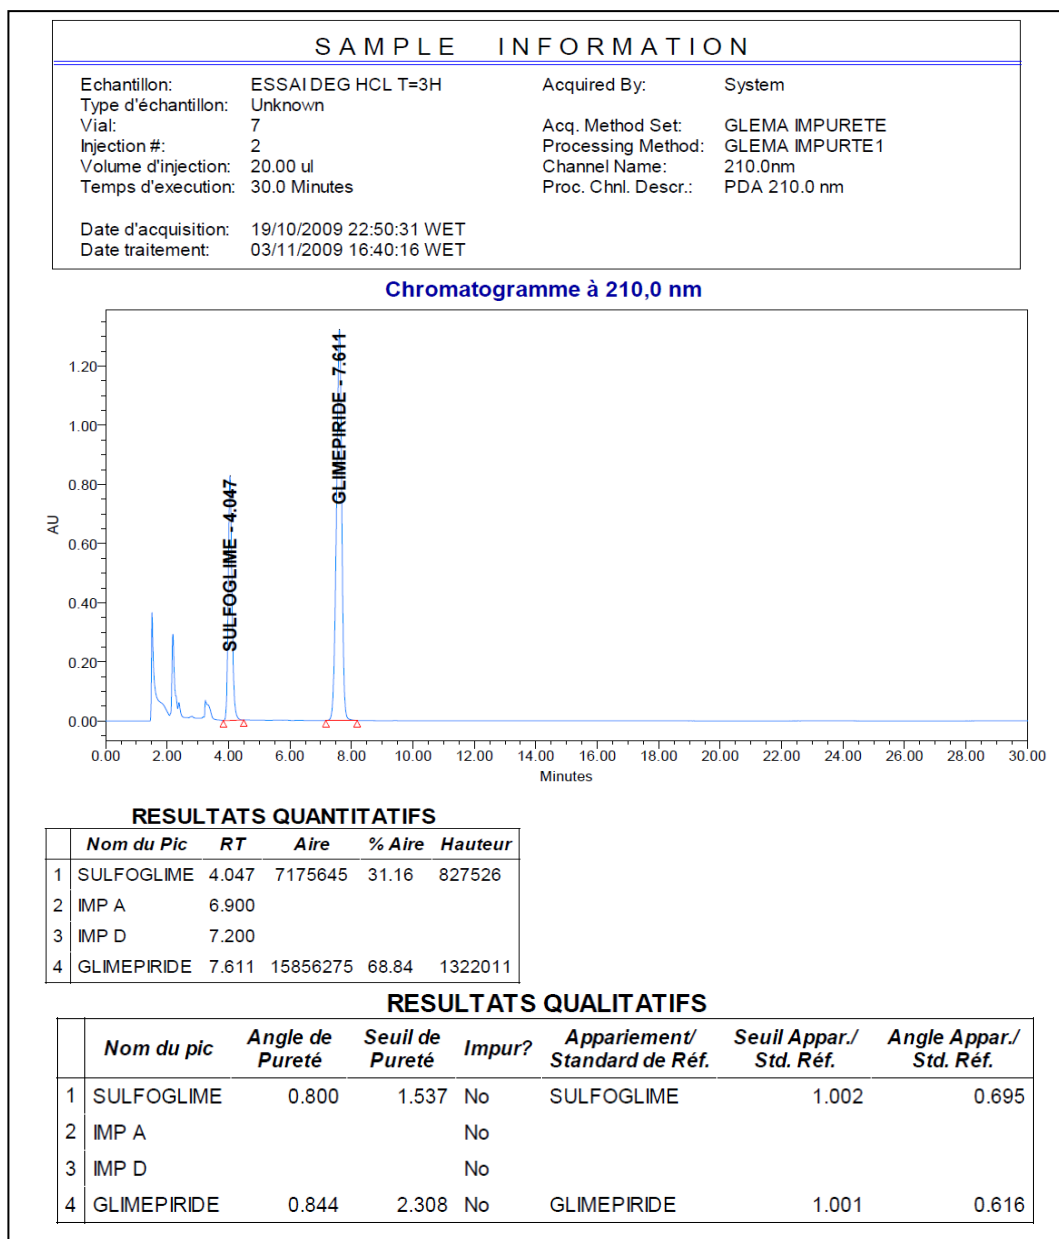 SAMPLE INFORMATION
Echantillon: ESSAI DEG HCL T=3H Acquired By: System
Type d'échantillon: Unknown
Vial: 7 Acq. Method Set: GLEMA IMPURETE
Injection #: 2 Processing Method: GLEMA IMPURTE1
Volume d'injection: 20.00 ul Channel Name: 210.0nm
Temps d'execution: 30.0 Minutes Proc. Chnl. Descr.: PDA 210.0 nm
Date d'acquisition: 19/10/2009 22:50:31 WET
Date traitement: 03/11/2009 16:40:16 WET
Chromatogramme à 210,0 nm
AU
1.20
1.00
0.80
0.60
0.40
0.20
0.00
SULFOGLIME - 4.047
GLIMEPIRIDE - 7.611
0.00 2.00 4.00 6.00 8.00 10.00 12.00 14.00 16.00 18.00 20.00 22.00 24.00 26.00 28.00 30.00
Minutes
RESULTATS QUANTITATIFS
Nom du Pic RT Aire % Aire Hauteur
1 SULFOGLIME 4.047 7175645 31.16 827526
2 IMP A 6.900
3 IMP D 7.200
4 GLIMEPIRIDE 7.611 15856275 68.84 1322011
RESULTATS QUALITATIFS
Nom du pic Angle de Pureté Seuil de Pureté Impur? Appariement/ Standard de Réf. Seuil Appar./ Std. Réf. Angle Appar./ Std. Réf.
1 SULFOGLIME 0.800 1.537 No SULFOGLIME 1.002 0.695
2 IMP A No
3 IMP D No
4 GLIMEPIRIDE 0.844 2.308 No GLIMEPIRIDE 1.001 0.616